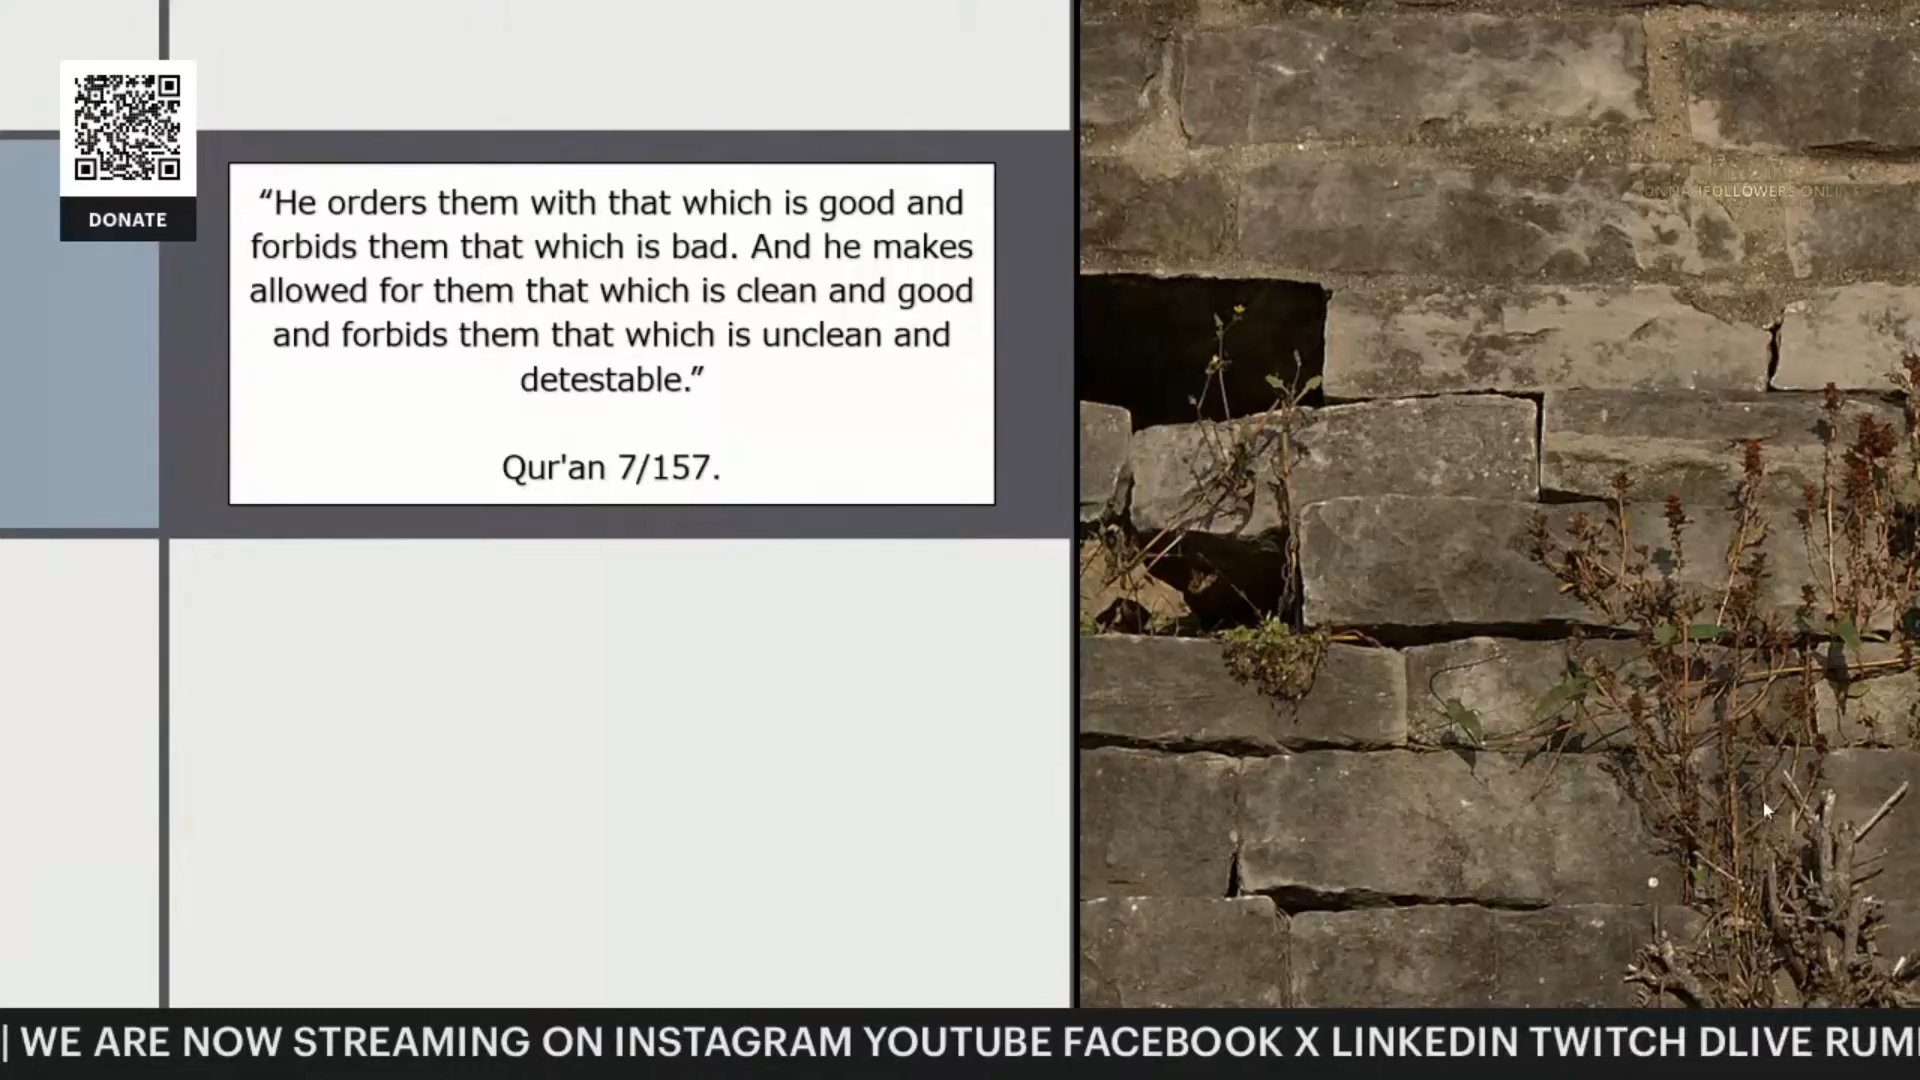 DONATE
“He orders them with that which is good and
forbids them that which is bad. And he makes
allowed for them that which is clean and good
and forbids them that which is unclean and
detestable.”
Qur'an 7/157.
| WE ARE NOW STREAMING ON INSTAGRAM YOUTUBE FACEBOOK X LINKEDIN TWITCH DLIVE